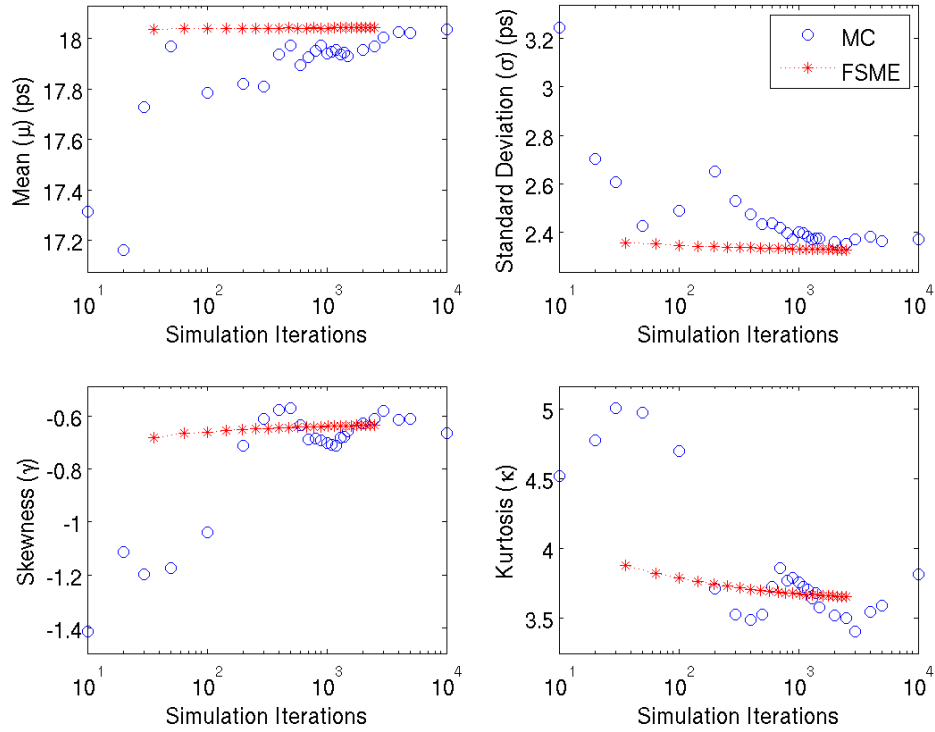 18
17.8
17.6
17.4
17.2
Mean (μ) (ps)
10^1 10^2 10^3 10^4
Simulation Iterations
3.2
3
2.8
2.6
2.4
Standard Deviation (σ) (ps)
MC
FSME
10^1 10^2 10^3 10^4
Simulation Iterations
-0.6
-0.8
-1
-1.2
-1.4
Skewness (γ)
10^1 10^2 10^3 10^4
Simulation Iterations
5
4.5
4
3.5
Kurtosis (κ)
10^1 10^2 10^3 10^4
Simulation Iterations